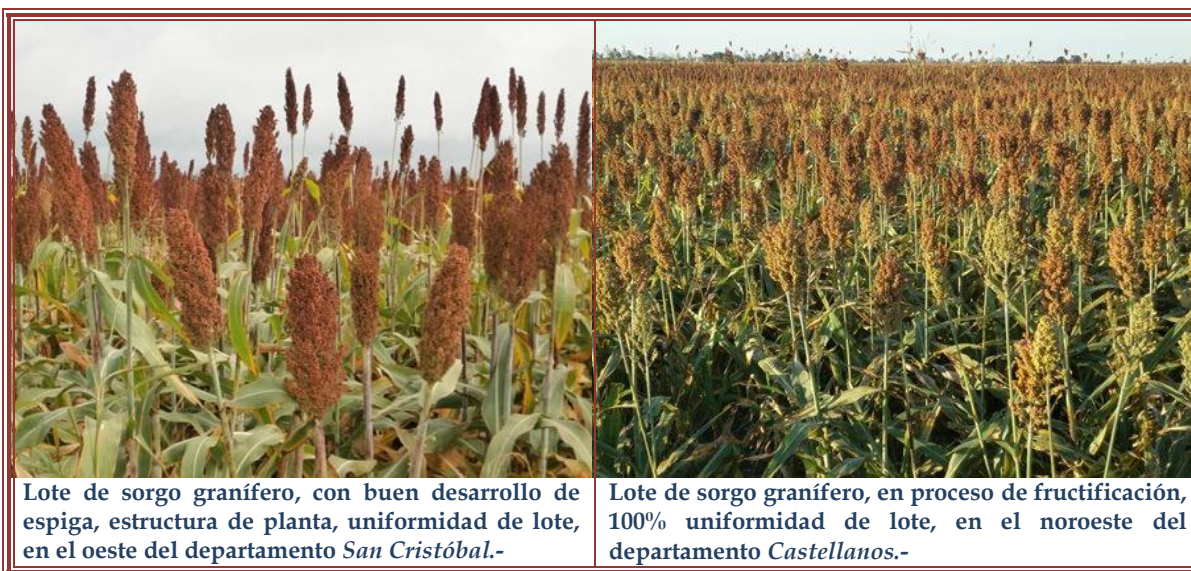 Lote de sorgo granífero, con buen desarrollo de
espiga, estructura de planta, uniformidad de lote,
en el oeste del departamento San Cristóbal.-
Lote de sorgo granífero, en proceso de fructificación,
100% uniformidad de lote, en el noroeste del
departamento Castellanos.-